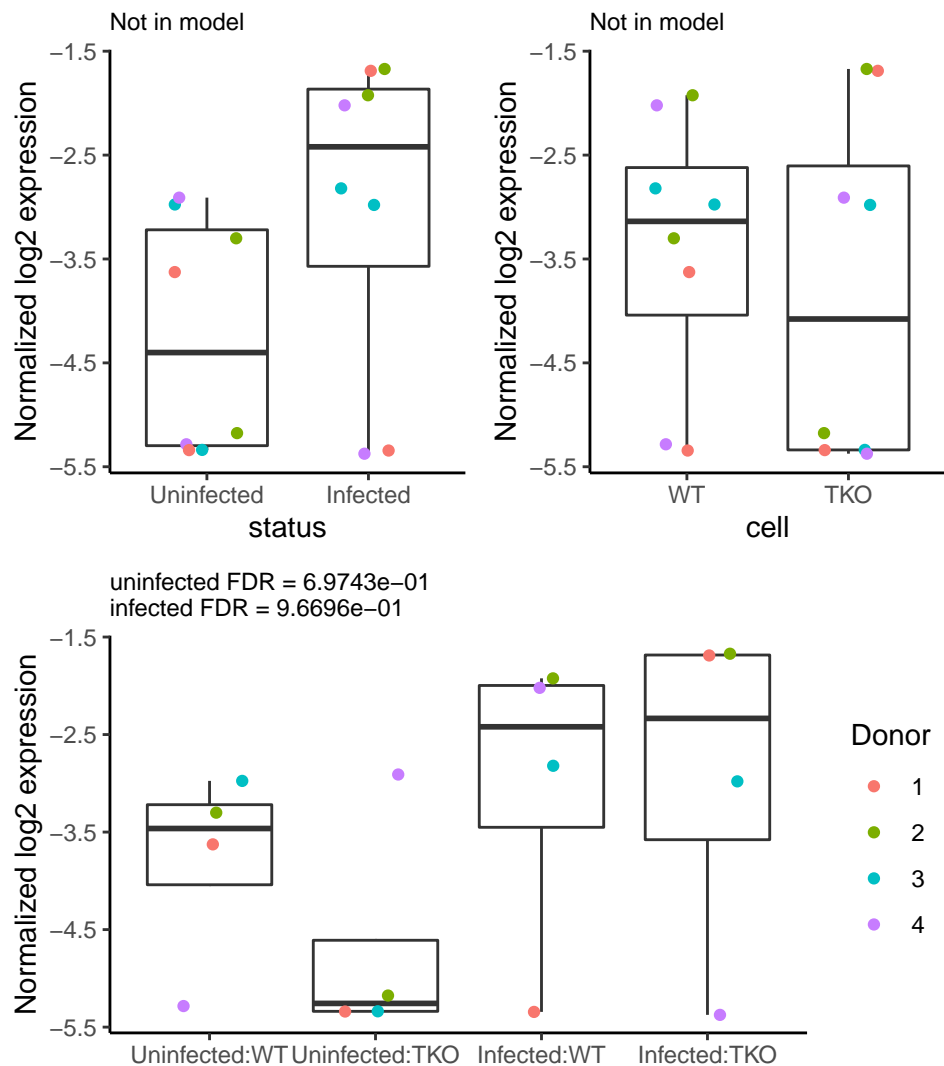 Not in model
Normalized log2 expression
−1.5
−2.5
−3.5
−4.5
−5.5
Uninfected
Infected
status
Not in model
Normalized log2 expression
−1.5
−2.5
−3.5
−4.5
−5.5
WT
TKO
cell
uninfected FDR = 6.9743e−01
infected FDR = 9.6696e−01
Normalized log2 expression
−1.5
−2.5
−3.5
−4.5
−5.5
Uninfected:WT
Uninfected:TKO
Infected:WT
Infected:TKO
Donor
1
2
3
4